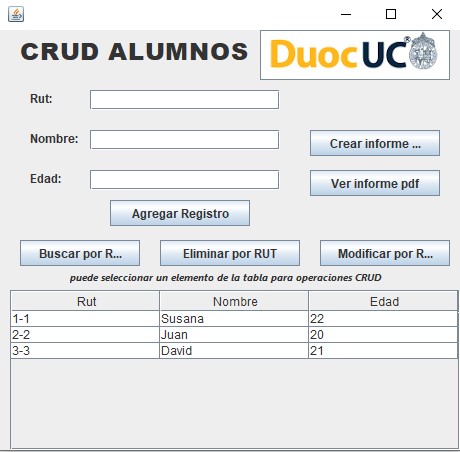 CRUD ALUMNOS DuocUC®
Rut:
Nombre: Crear informe ...
Edad: Ver informe pdf
Agregar Registro
Buscar por R... Eliminar por RUT Modificar por R...
puede seleccionar un elemento de la tabla para operaciones CRUD
Rut Nombre Edad
1-1 Susana 22
2-2 Juan 20
3-3 David 21